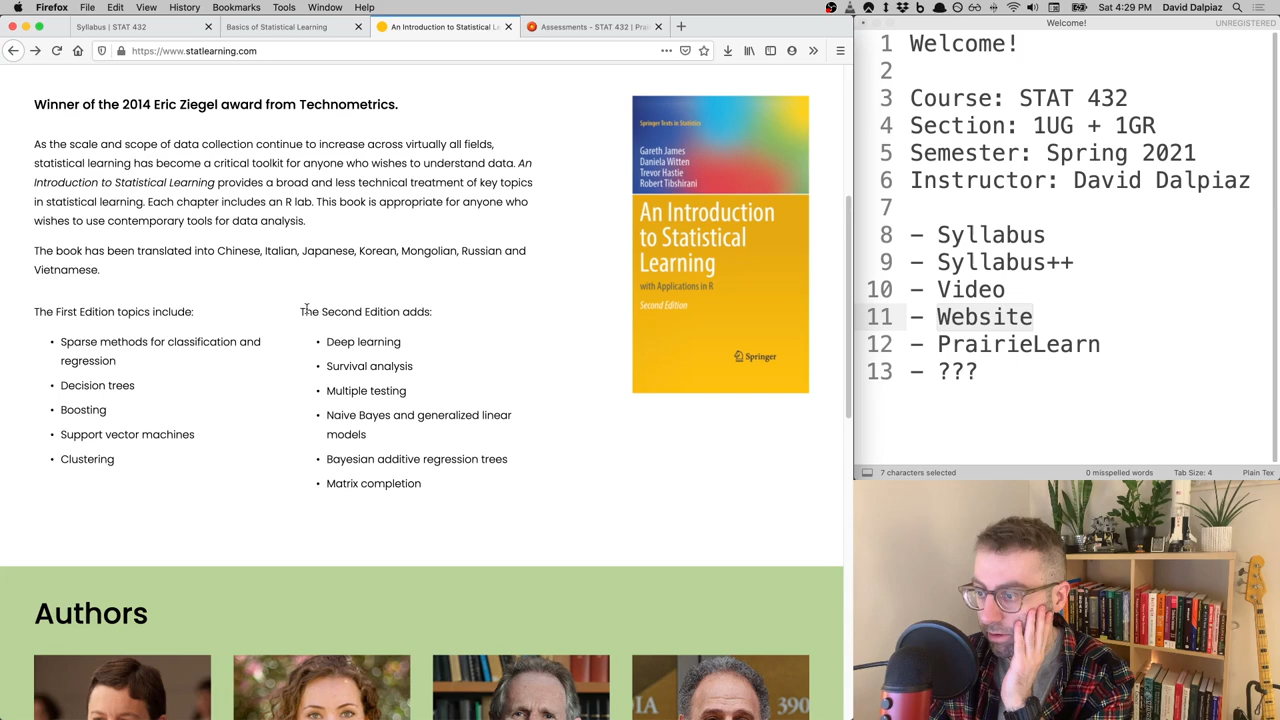 Firefox File Edit View History Bookmarks Tools Window Help Sat 4:29 PM David Dalpiaz
Syllabus | STAT 432 Basics of Statistical Learning An Introduction to Statistical Le Assessments - STAT 432 | Prai
https://www.statlearning.com
Winner of the 2014 Eric Ziegel award from Technometrics.
As the scale and scope of data collection continue to increase across virtually all fields,
statistical learning has become a critical toolkit for anyone who wishes to understand data. An
Introduction to Statistical Learning provides a broad and less technical treatment of key topics
in statistical learning. Each chapter includes an R lab. This book is appropriate for anyone who
wishes to use contemporary tools for data analysis.
The book has been translated into Chinese, Italian, Japanese, Korean, Mongolian, Russian and
Vietnamese.
The First Edition topics include:
• Sparse methods for classification and
regression
• Decision trees
• Boosting
• Support vector machines
• Clustering
The Second Edition adds:
• Deep learning
• Survival analysis
• Multiple testing
• Naive Bayes and generalized linear
models
• Bayesian additive regression trees
• Matrix completion
Springer Texts in Statistics
Gareth James
Daniela Witten
Trevor Hastie
Robert Tibshirani
An Introduction
to Statistical
Learning
with Applications in R
Second Edition
Springer
Authors
DIA
390
Welcome!
UNREGISTERED
1 Welcome!
2
3 Course: STAT 432
4 Section: 1UG + 1GR
5 Semester: Spring 2021
6 Instructor: David Dalpiaz
7
8 - Syllabus
9 - Syllabus++
10 - Video
11 - Website
12 - PrairieLearn
13 - ???
7 characters selected 0 misspelled words Tab Size: 4 Plain Tex